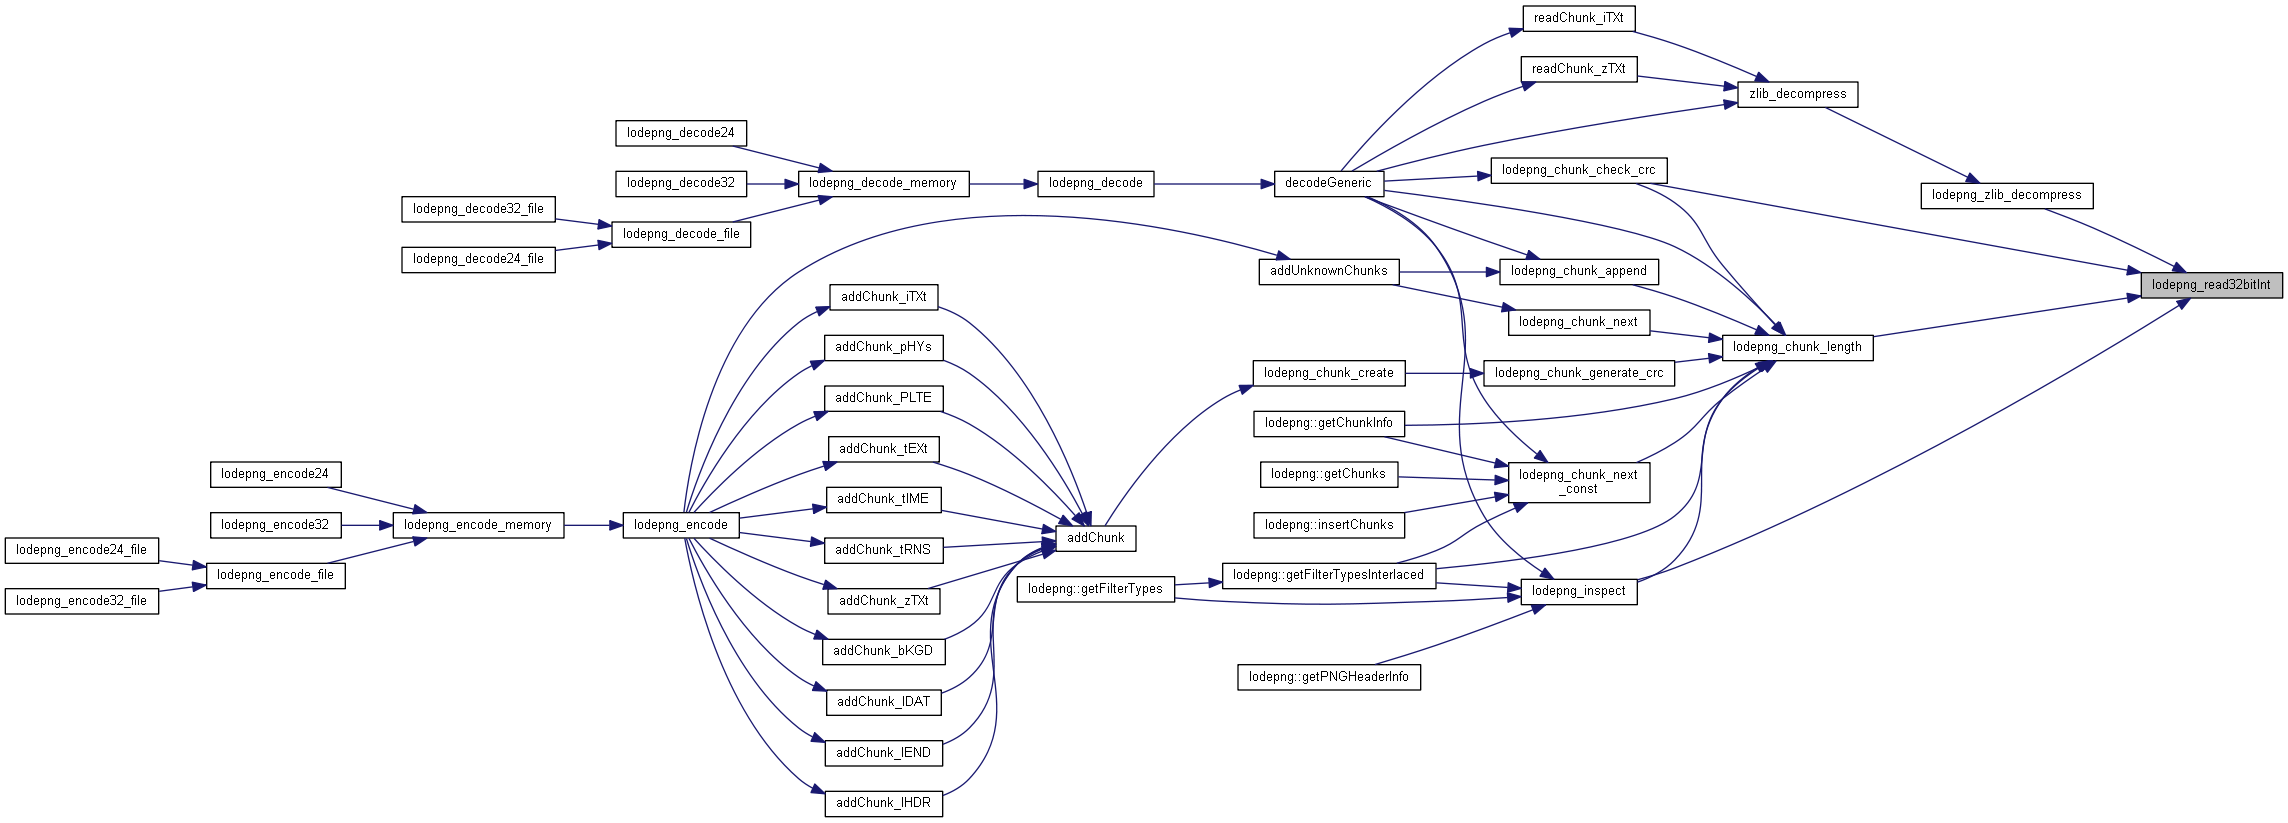 readChunk_iTXt
readChunk_zTXt
zlib_decompress
lodepng_decode24
lodepng_chunk_check_crc
lodepng_decode32
lodepng_decode_memory
lodepng_decode
decodeGeneric
lodepng_zlib_decompress
lodepng_decode32_file
lodepng_decode_file
lodepng_decode24_file
addUnknownChunks
lodepng_chunk_append
lodepng_read32bitInt
addChunk_iTXt
lodepng_chunk_next
addChunk_pHYs
lodepng_chunk_length
lodepng_chunk_create
lodepng_chunk_generate_crc
addChunk_PLTE
lodepng::getChunkInfo
addChunk_tEXt
lodepng_encode24
lodepng::getChunks
lodepng_chunk_next
_const
addChunk_tIME
lodepng_encode32
lodepng_encode_memory
lodepng_encode
lodepng::insertChunks
addChunk
lodepng_encode24_file
addChunk_tRNS
lodepng_encode_file
lodepng::getFilterTypesInterlaced
lodepng::getFilterTypes
lodepng_inspect
lodepng_encode32_file
addChunk_zTXt
addChunk_bKGD
lodepng::getPNGHeaderInfo
addChunk_IDAT
addChunk_IEND
addChunk_IHDR